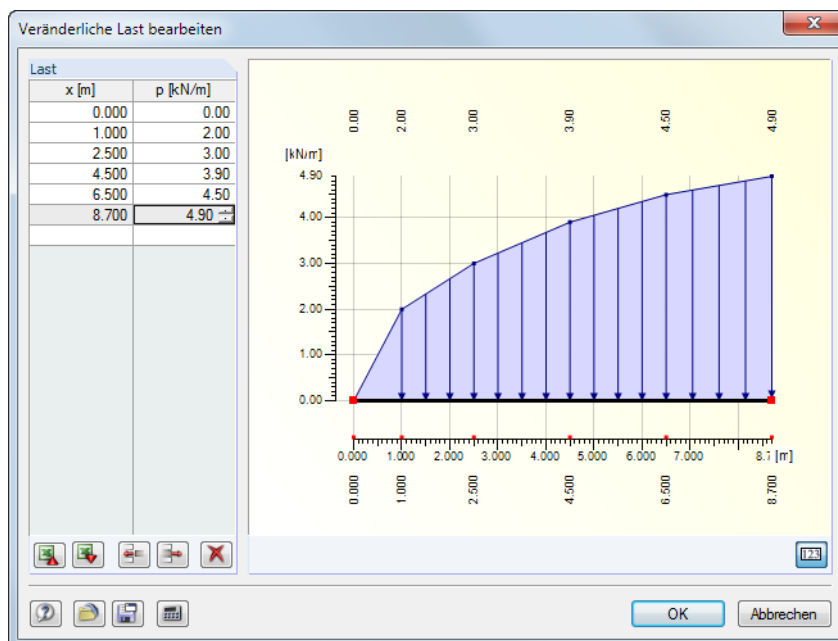 Veränderliche Last bearbeiten
Last
x [m] p [kN/m]
0.000 0.00
1.000 2.00
2.500 3.00
4.500 3.90
6.500 4.50
8.700 4.90
0.00 2.00 3.00 3.90 4.50 4.90
[kN/m]
4.90
4.00
3.00
2.00
1.00
0.00
0.000 1.000 2.000 3.000 4.000 5.000 6.000 7.000 8.7 [m]
0.000 1.000 2.500 4.500 6.500 8.700
123
OK Abbrechen